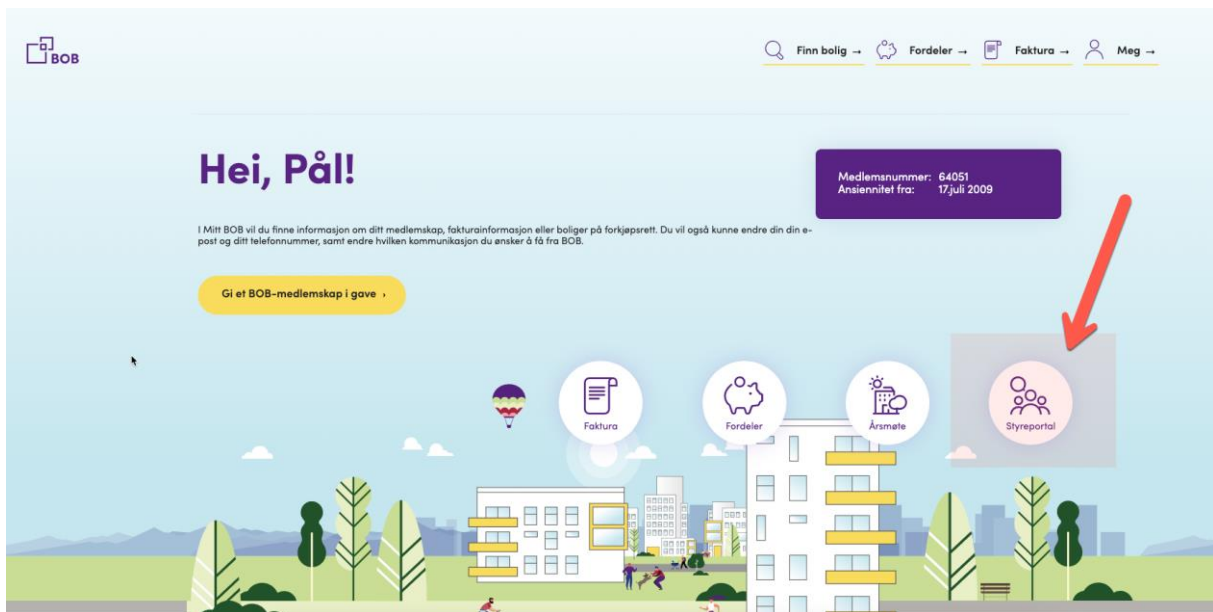 BOB
Finn bolig →
Fordeler →
Faktura →
Meg →
Hei, Pål!
Medlemsnummer: 64051
Ansiennitet fra: 17.juli 2009
I Mitt BOB vil du finne informasjon om ditt medlemskap, fakturainformasjon eller boliger på forkjøpsrett. Du vil også kunne endre din din e-
post og ditt telefonnummer, samt endre hvilken kommunikasjon du ønsker å få fra BOB.
Gi et BOB-medlemskap i gave ›
Faktura
Fordeler
Årsmøte
Styreportal